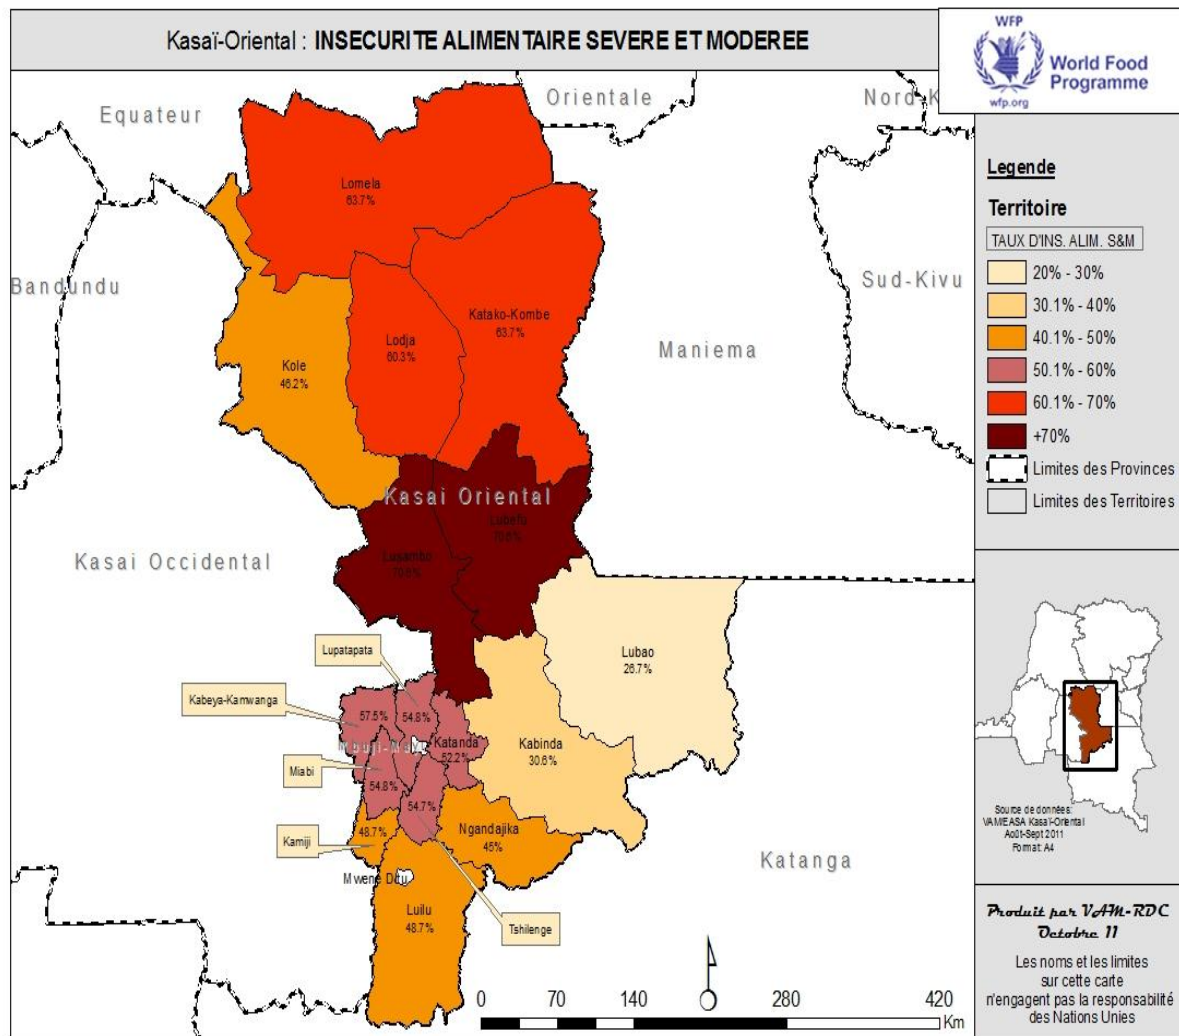 Kasaï-Oriental : INSECURITE ALIMENTAIRE SEVERE ET MODEREE
WFP
wfp.org
World Food
Programme
Equateur
Orientale
Nord-K
Bandundu
Sud-Kivu
Maniema
Kasai Occidental
Kasai Oriental
Katanga
Lomela
63.7%
Katako-Kombe
63.7%
Lodja
60.3%
Kole
46.2%
Lubefu
Lusambo
Lubao
26.7%
Lupatapata
Kabeya-Kamwanga
57.5%
54.8%
Katanda
52.2%
Kabinda
30.6%
Miabi
54.8%
54.7%
48.7%
Ngandajika
45%
Kamiji
Mwene Ditu
Luilu
48.7%
Tshilenge
0 70 140 280 420
Km
Legende
Territoire
TAUX D'INS. ALIM. S&M
20% - 30%
30.1% - 40%
40.1% - 50%
50.1% - 60%
60.1% - 70%
+70%
Limites des Provinces
Limites des Territoires
Source de données:
VAM/EASA Kasaï-Oriental
Août-Sept 2011
Format: A4
Produit par VAM-RDC
Octobre 11
Les noms et les limites
sur cette carte
n'engagent pas la responsabilité
des Nations Unies